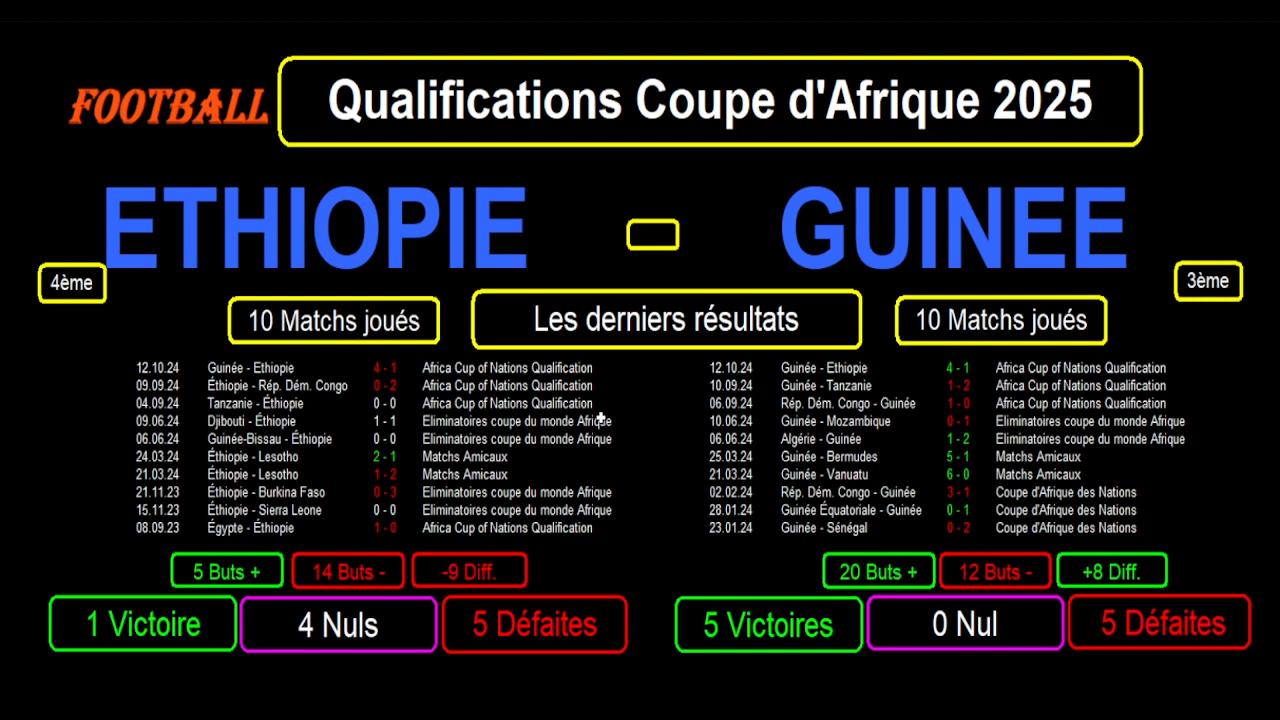 FOOTBALL
Qualifications Coupe d'Afrique 2025
ETHIOPIE - GUINEE
4ème
3ème
10 Matchs joués
Les derniers résultats
10 Matchs joués
12.10.24 Guinée - Ethiopie 4 - 1 Africa Cup of Nations Qualification
09.09.24 Éthiopie - Rép. Dém. Congo 0 - 2 Africa Cup of Nations Qualification
04.09.24 Tanzanie - Éthiopie 0 - 0 Africa Cup of Nations Qualification
09.06.24 Djibouti - Éthiopie 1 - 1 Eliminatoires coupe du monde Afrique
06.06.24 Guinée-Bissau - Éthiopie 0 - 0 Eliminatoires coupe du monde Afrique
24.03.24 Éthiopie - Lesotho 2 - 1 Matchs Amicaux
21.03.24 Éthiopie - Lesotho 1 - 2 Matchs Amicaux
21.11.23 Éthiopie - Burkina Faso 0 - 3 Eliminatoires coupe du monde Afrique
15.11.23 Éthiopie - Sierra Leone 0 - 0 Eliminatoires coupe du monde Afrique
08.09.23 Égypte - Éthiopie 1 - 0 Africa Cup of Nations Qualification
12.10.24 Guinée - Ethiopie 4 - 1 Africa Cup of Nations Qualification
10.09.24 Guinée - Tanzanie 1 - 2 Africa Cup of Nations Qualification
06.09.24 Rép. Dém. Congo - Guinée 1 - 0 Africa Cup of Nations Qualification
10.06.24 Guinée - Mozambique 0 - 1 Eliminatoires coupe du monde Afrique
06.06.24 Algérie - Guinée 1 - 2 Eliminatoires coupe du monde Afrique
25.03.24 Guinée - Bermudes 5 - 1 Matchs Amicaux
21.03.24 Guinée - Vanuatu 6 - 0 Matchs Amicaux
02.02.24 Rép. Dém. Congo - Guinée 3 - 1 Coupe d'Afrique des Nations
28.01.24 Guinée Équatoriale - Guinée 0 - 1 Coupe d'Afrique des Nations
23.01.24 Guinée - Sénégal 0 - 2 Coupe d'Afrique des Nations
5 Buts + 14 Buts - -9 Diff.
20 Buts + 12 Buts - +8 Diff.
1 Victoire 4 Nuls 5 Défaites
5 Victoires 0 Nul 5 Défaites